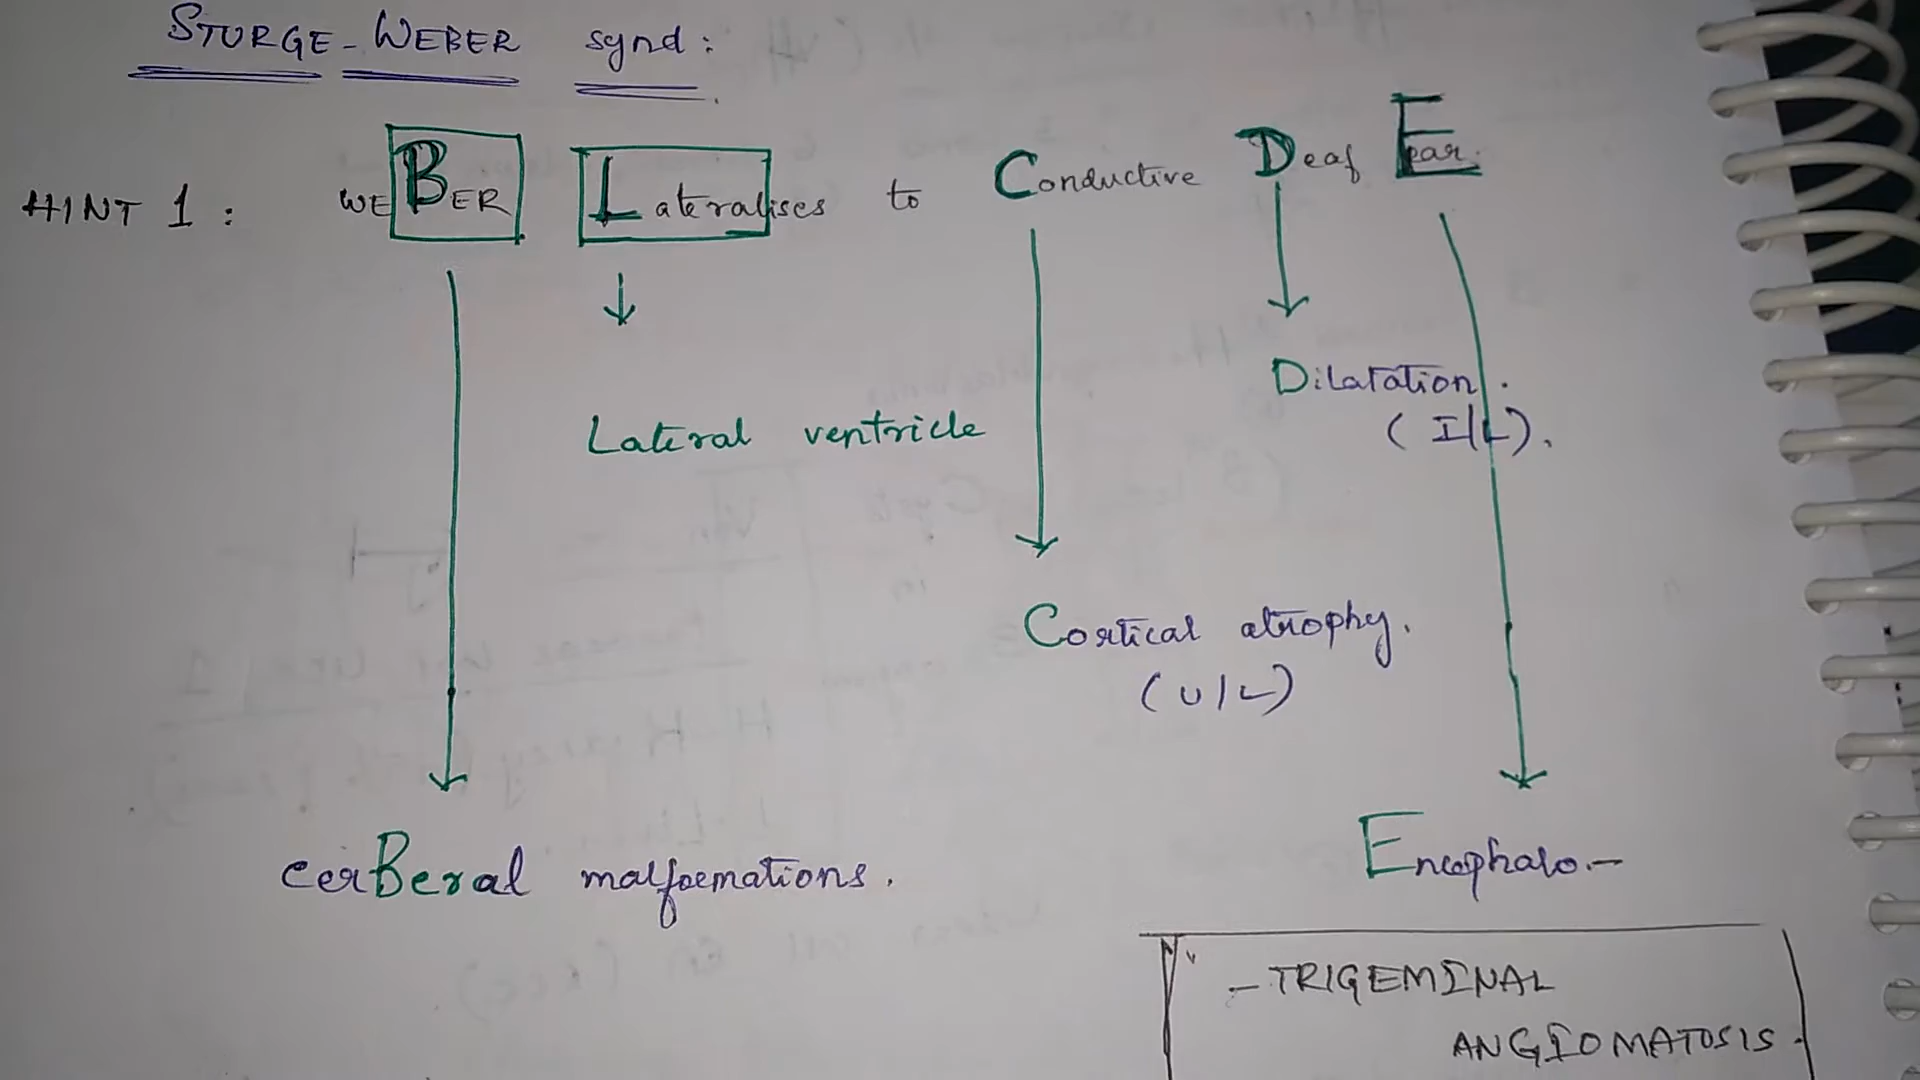 STURGE-WEBER synd:
HINT 1: WEBER Lateralises to Conductive Deaf Ear.
Dilatation.
(I/L).
Lateral ventricle
Cortical atrophy.
(U/L)
Encephalo-
cerBeral malformations.
- TRIGEMINAL
ANGIOMATOSIS.